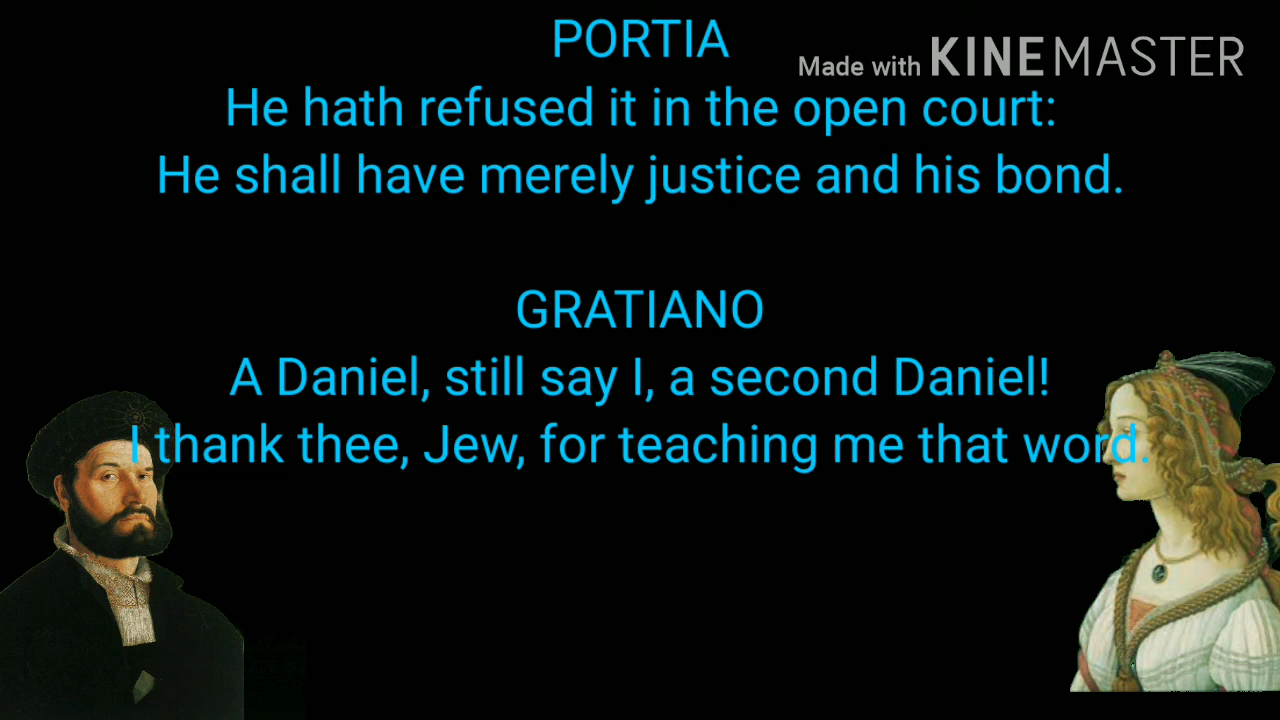 PORTIA
Made with KINEMASTER
He hath refused it in the open court:
He shall have merely justice and his bond.
GRATIANO
A Daniel, still say I, a second Daniel!
I thank thee, Jew, for teaching me that word.